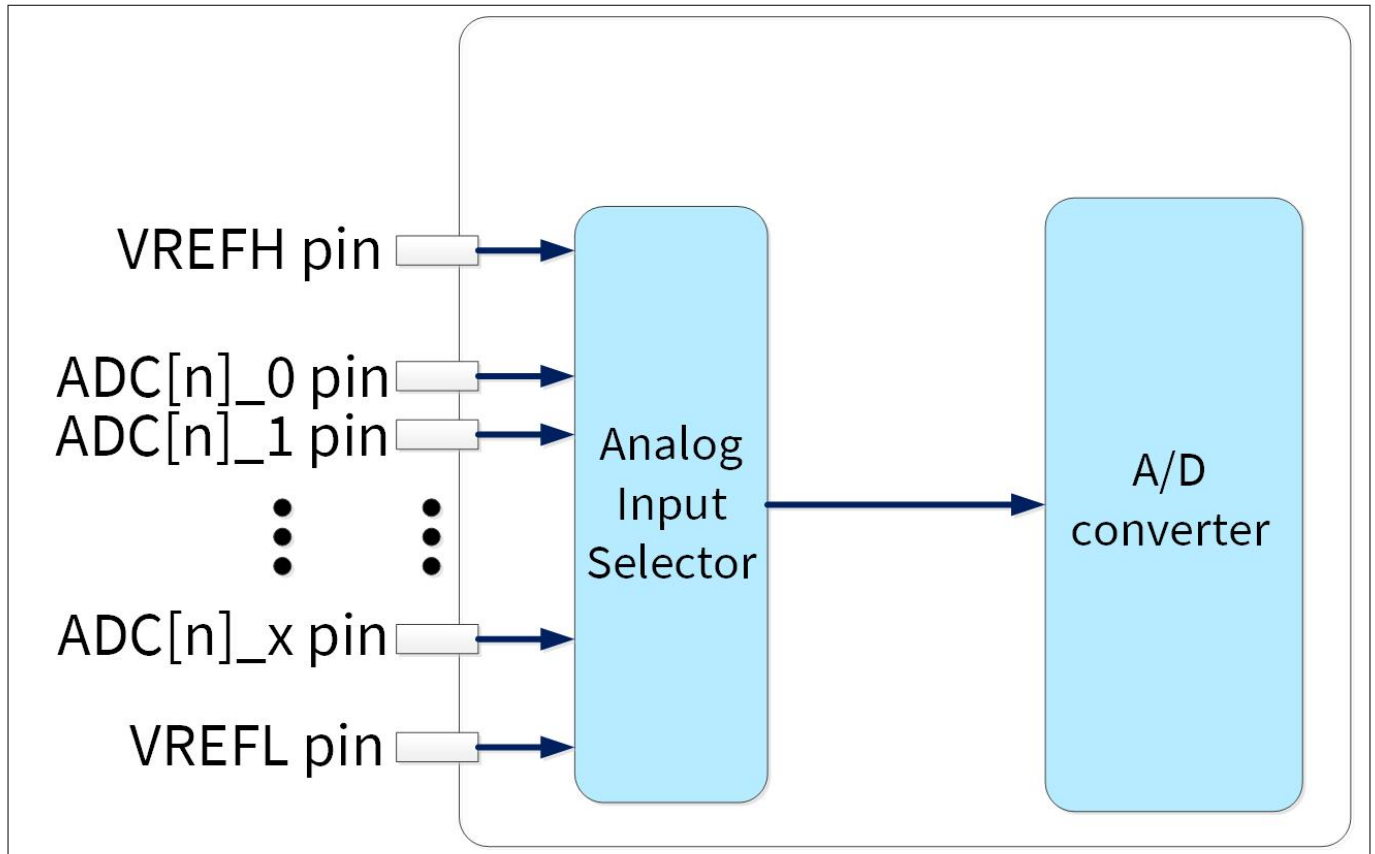 VREFH pin
ADC[n]_0 pin
ADC[n]_1 pin
ADC[n]_x pin
VREFL pin
Analog
Input
Selector
A/D
converter